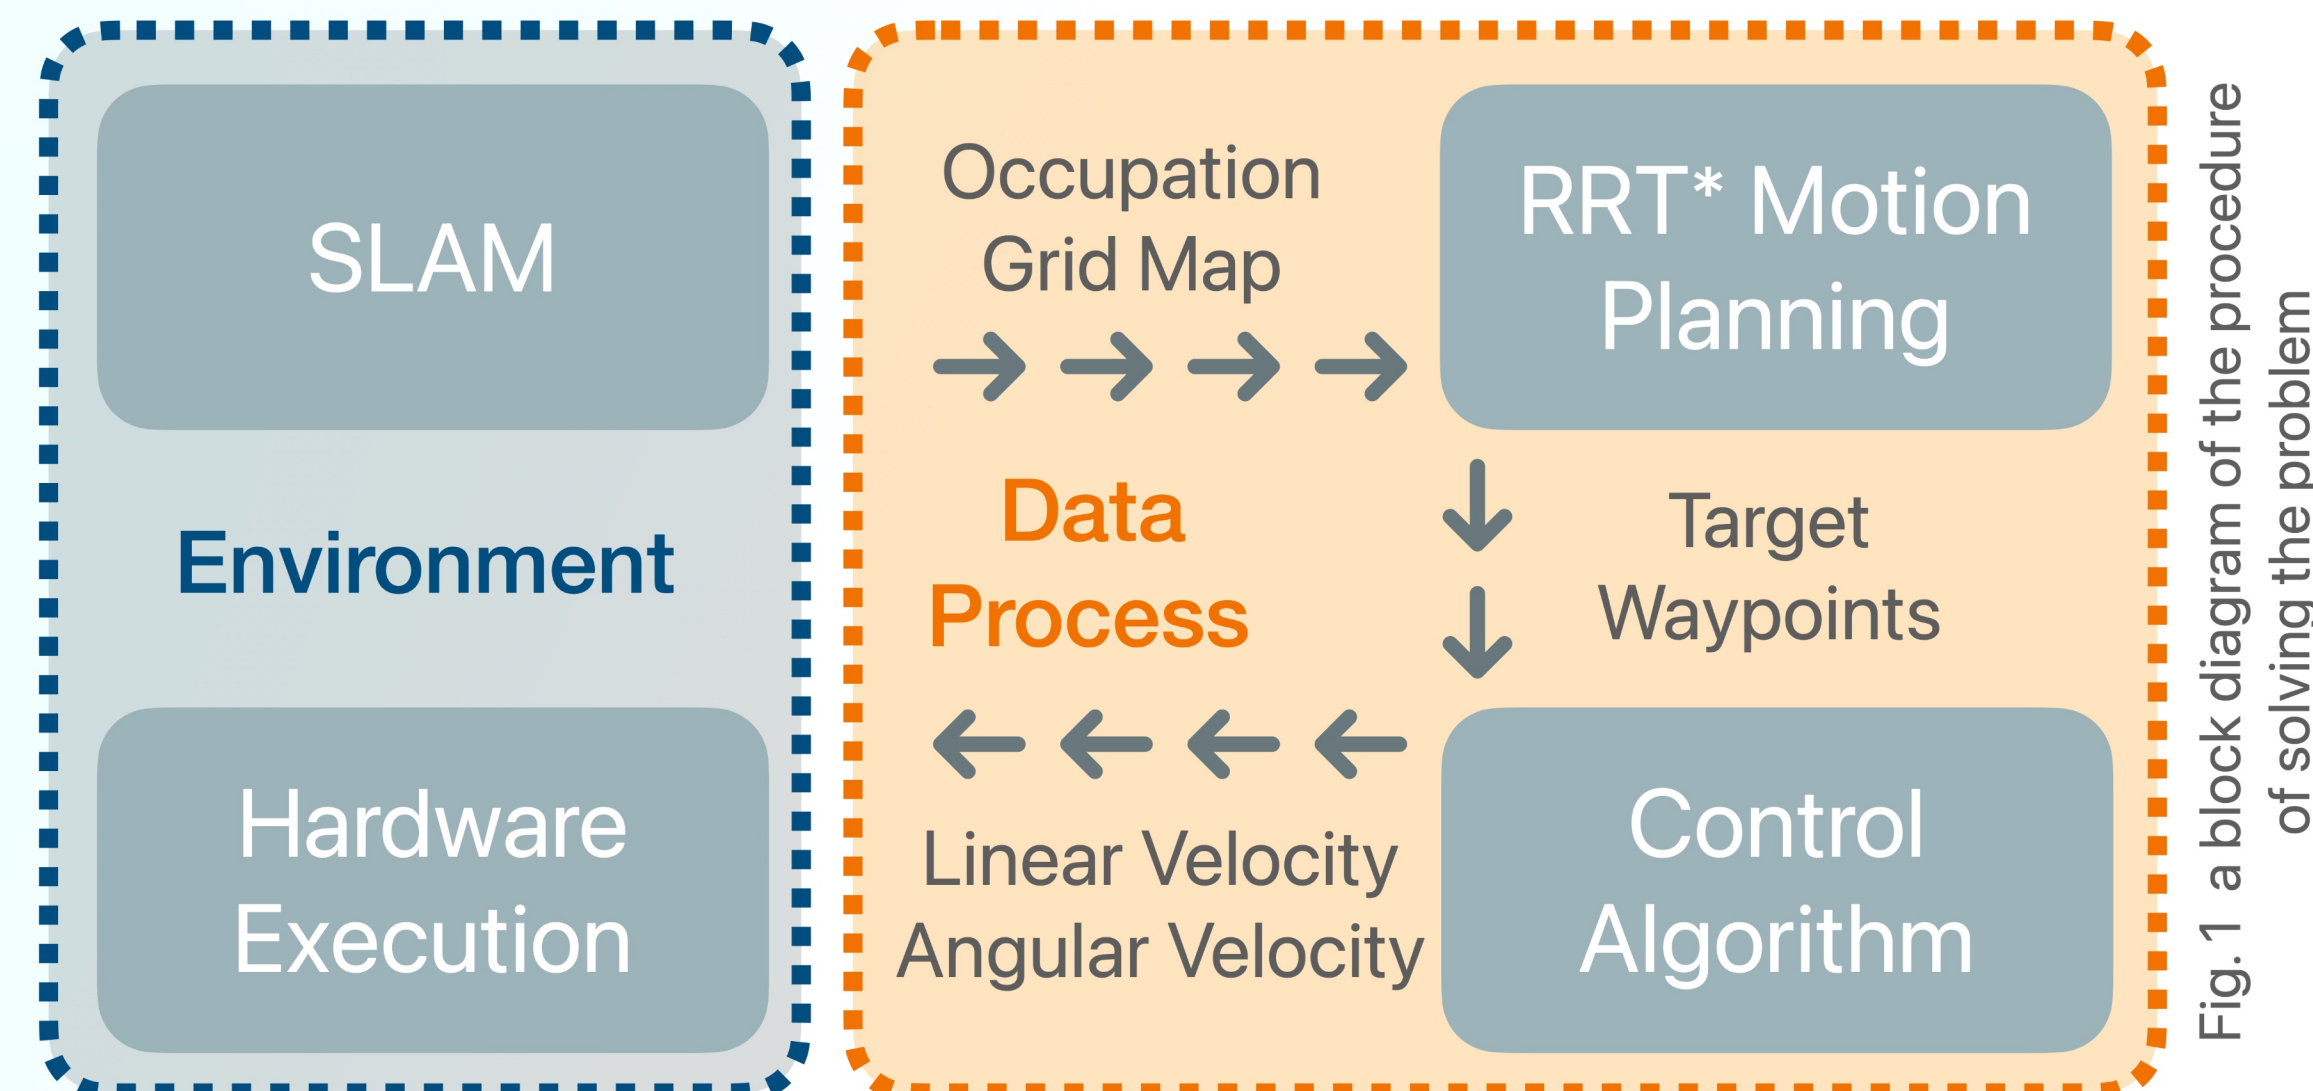 SLAM
Environment
Hardware
Execution
Occupation
Grid Map
RRT* Motion
Planning
Data
Process
Target
Waypoints
Linear Velocity
Angular Velocity
Control
Algorithm
Fig. 1 a block diagram of the procedure
of solving the problem